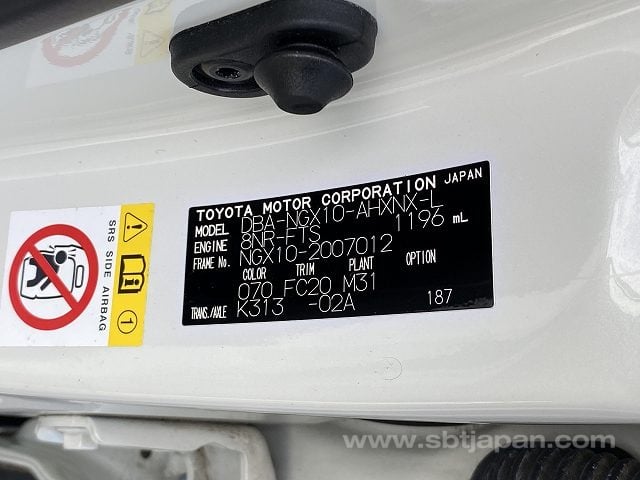 TOYOTA MOTOR CORPORATION JAPAN
MODEL DBA-NGX10-AHXNX-L
ENGINE 8NR-FTS 1196 mL
FRAME No. NGX10-2007012
COLOR TRIM PLANT OPTION
070 FC20 M31
TRANS./AXLE K313 -02A 187
SRS SIDE AIRBAG
1
www.sbtjapan.com